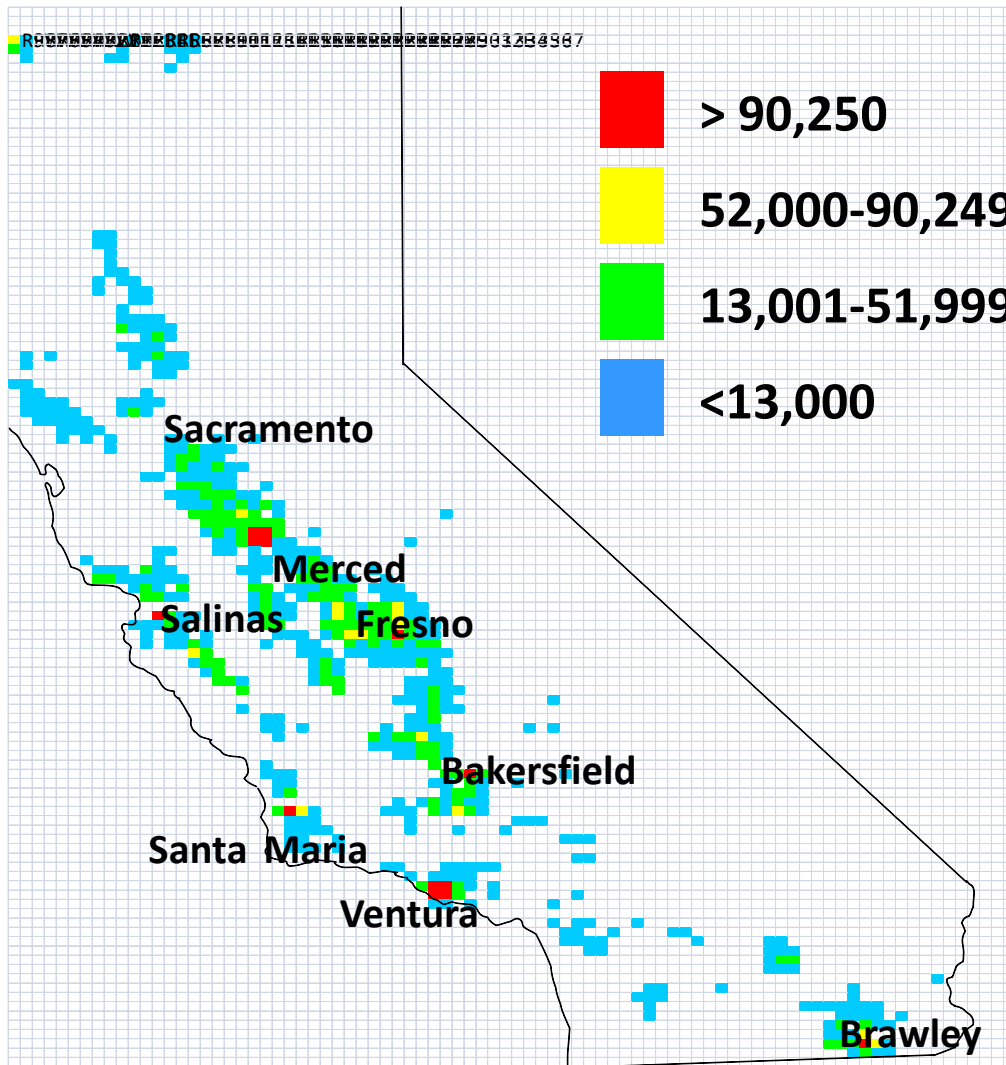 > 90,250
52,000-90,249
13,001-51,999
<13,000
Sacramento
Merced
Salinas
Fresno
Bakersfield
Santa Maria
Ventura
Brawley